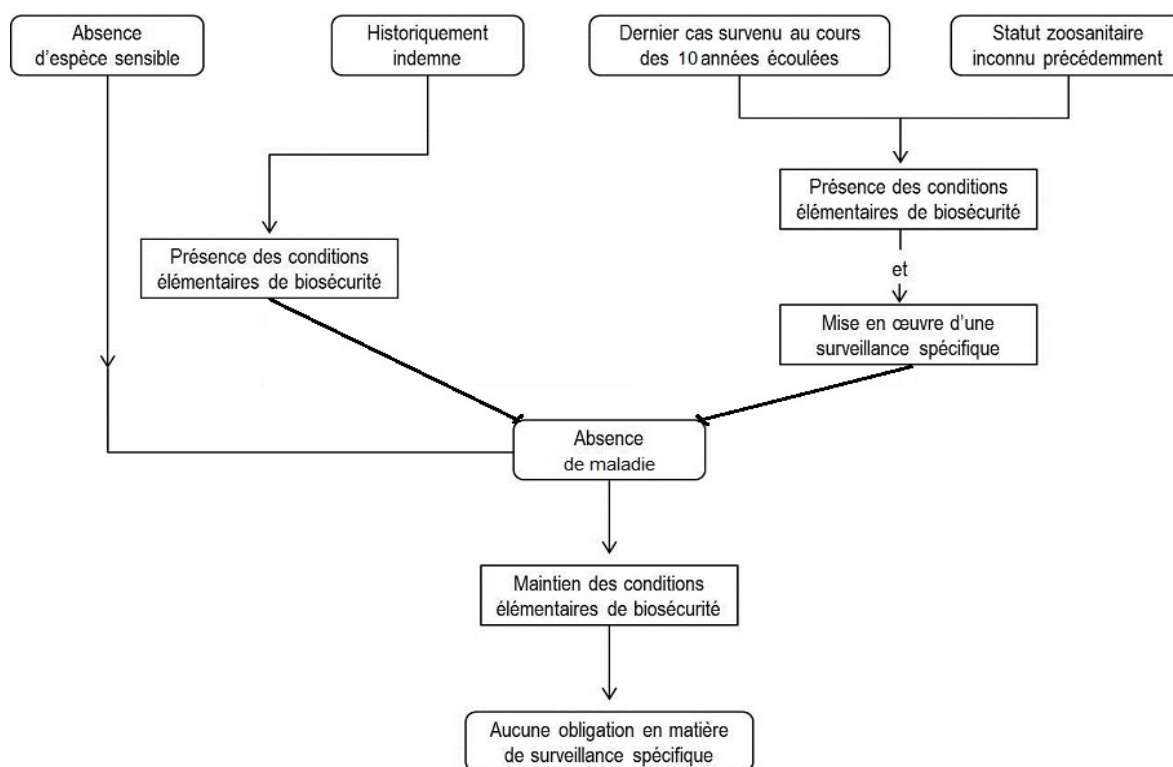 Absence
d'espèce sensible
Historiquement
indemne
Dernier cas survenu au cours
des 10 années écoulées
Statut zoosanitaire
inconnu précédemment
Présence des conditions
élémentaires de biosécurité
Présence des conditions
élémentaires de biosécurité
et
Mise en œuvre d'une
surveillance spécifique
Absence
de maladie
Maintien des conditions
élémentaires de biosécurité
Aucune obligation en matière
de surveillance spécifique